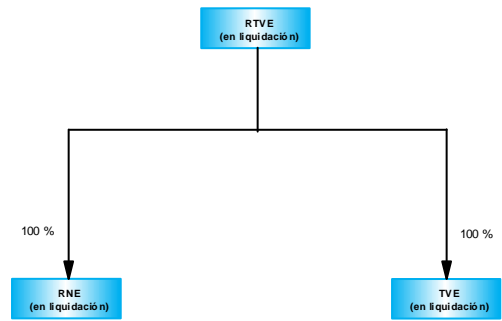 RTVE
(en liquidación)
100 %
100 %
RNE
(en liquidación)
TVE
(en liquidación)